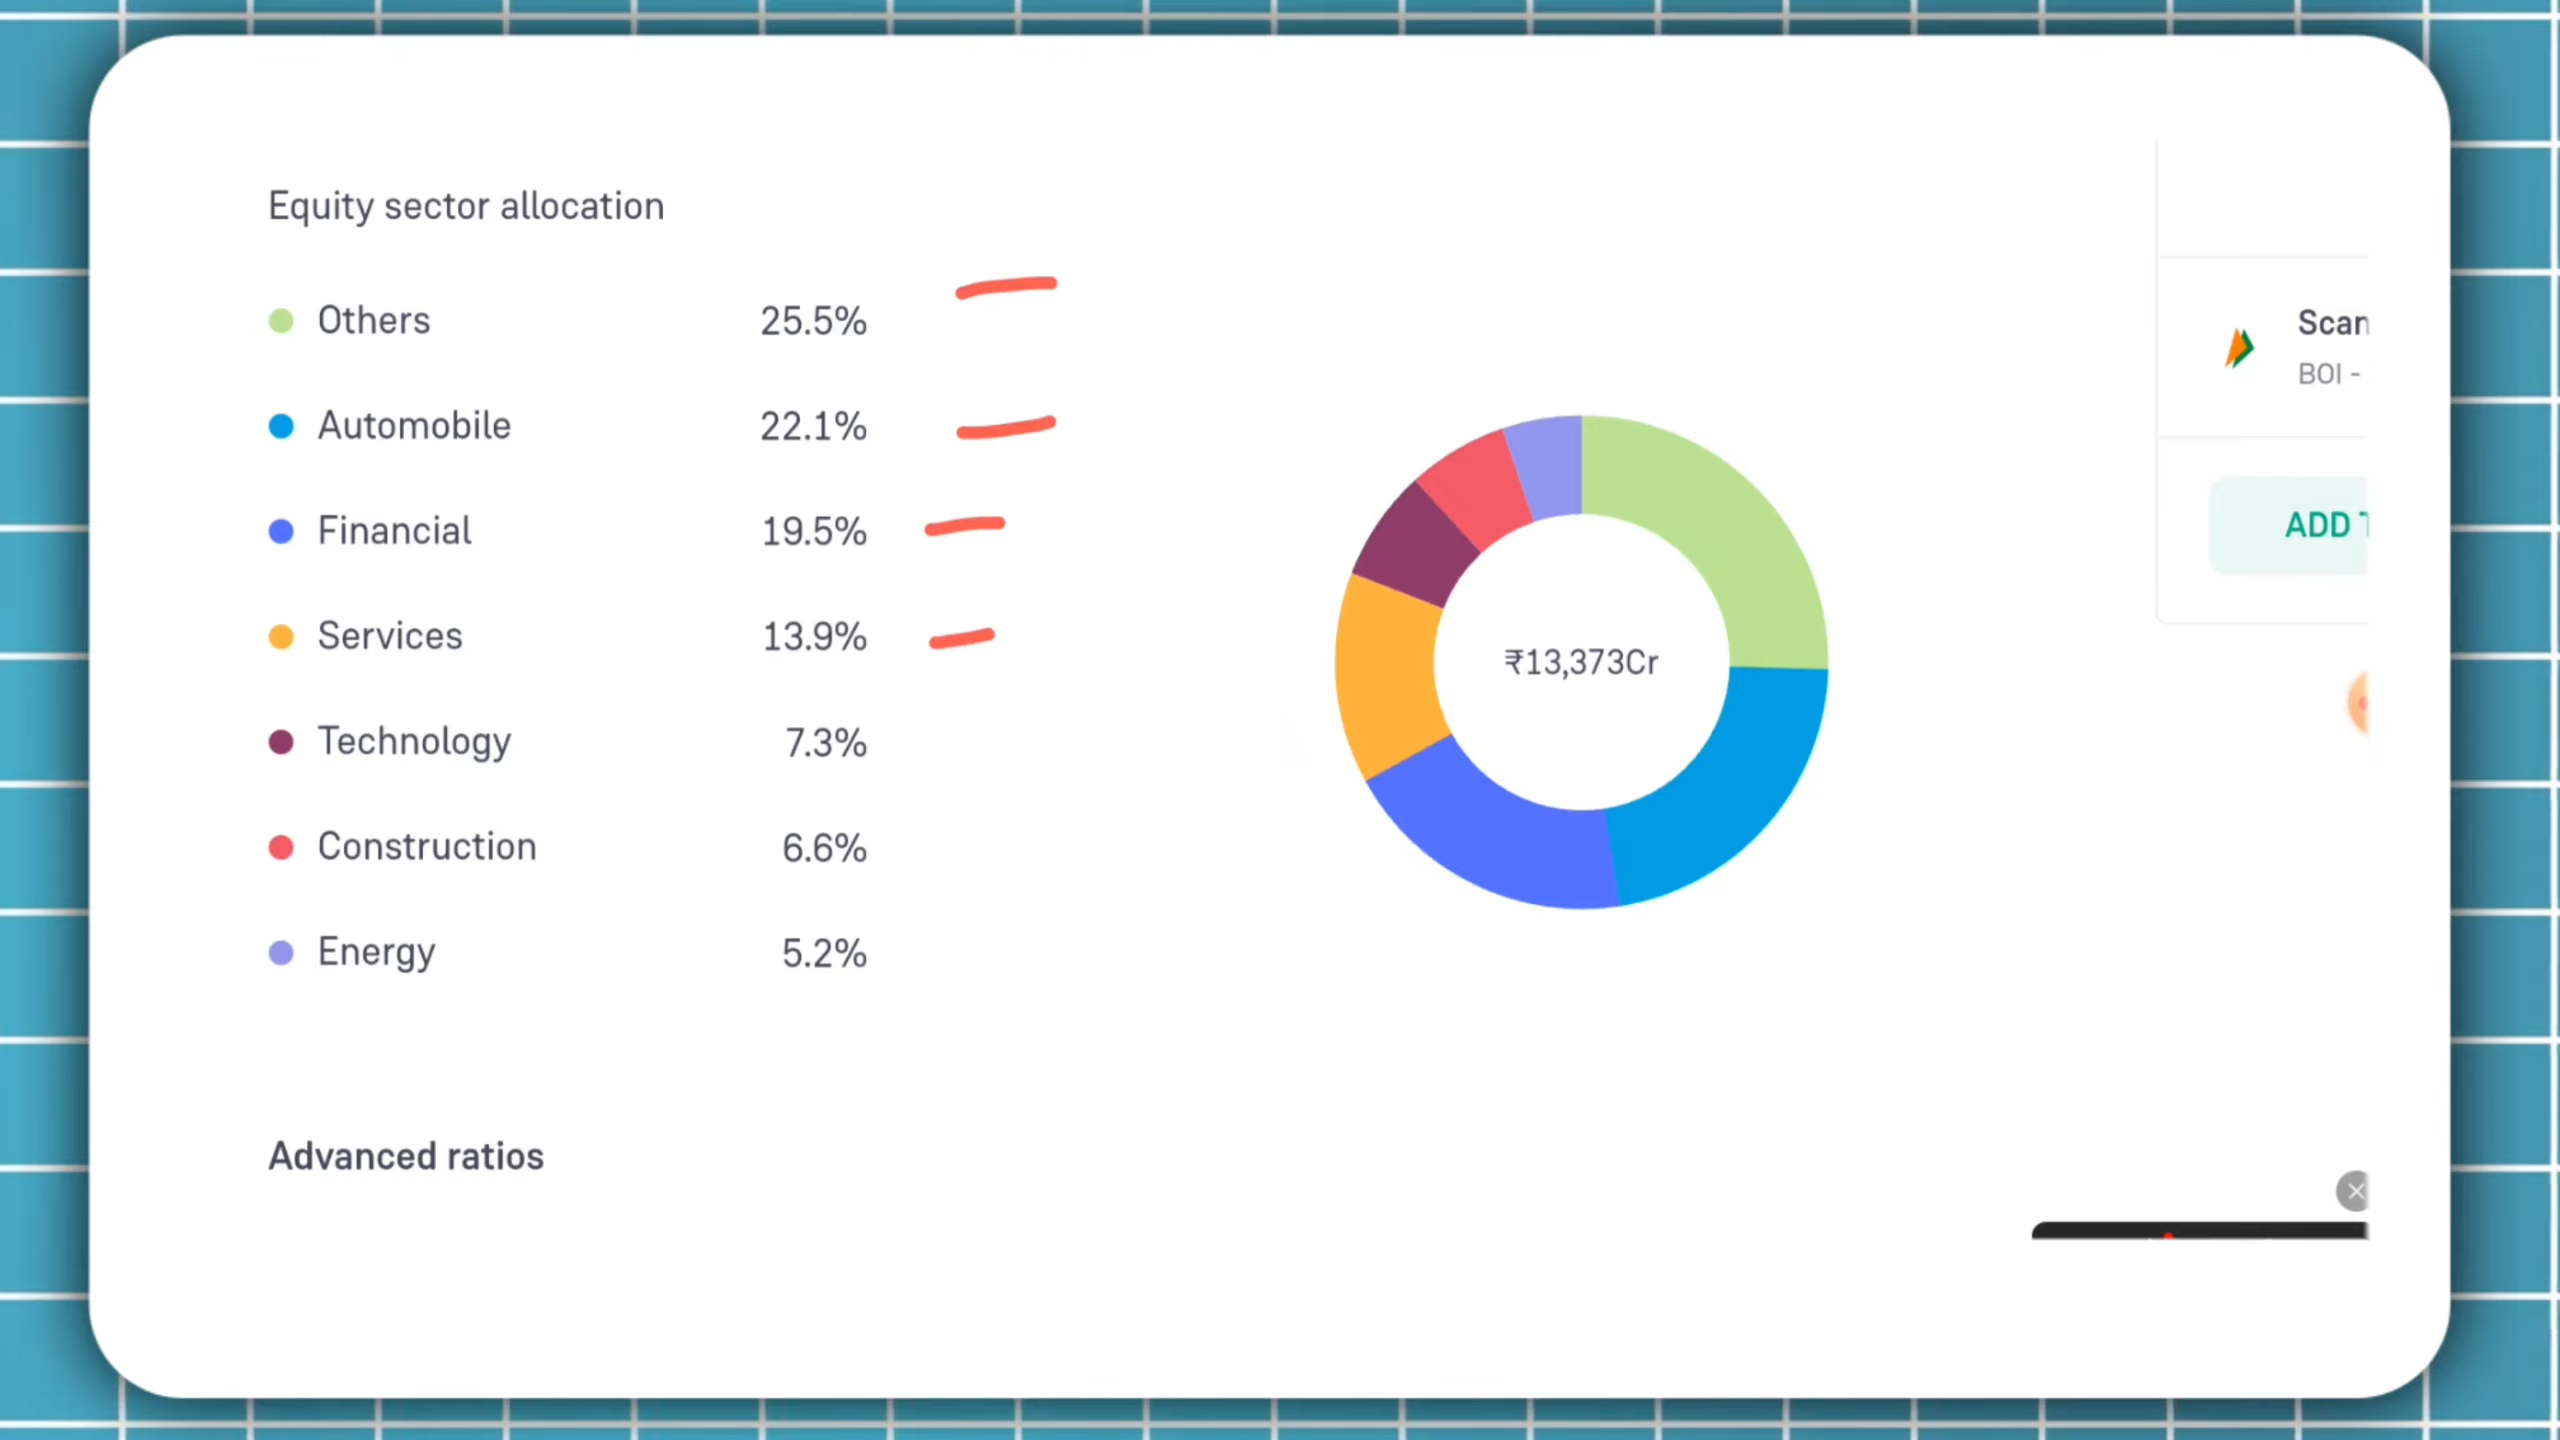 Equity sector allocation
Others 25.5%
Automobile 22.1%
Financial 19.5%
Services 13.9%
Technology 7.3%
Construction 6.6%
Energy 5.2%
₹13,373Cr
Advanced ratios
Scan
BOI -
ADD